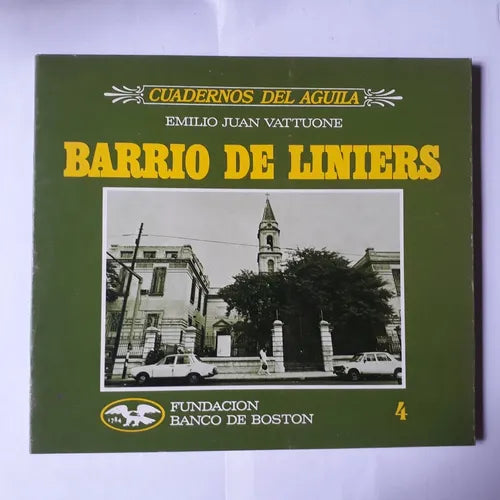 CUADERNOS DEL AGUILA
EMILIO JUAN VATTUONE
BARRIO DE LINIERS
1784
FUNDACION
BANCO DE BOSTON
4